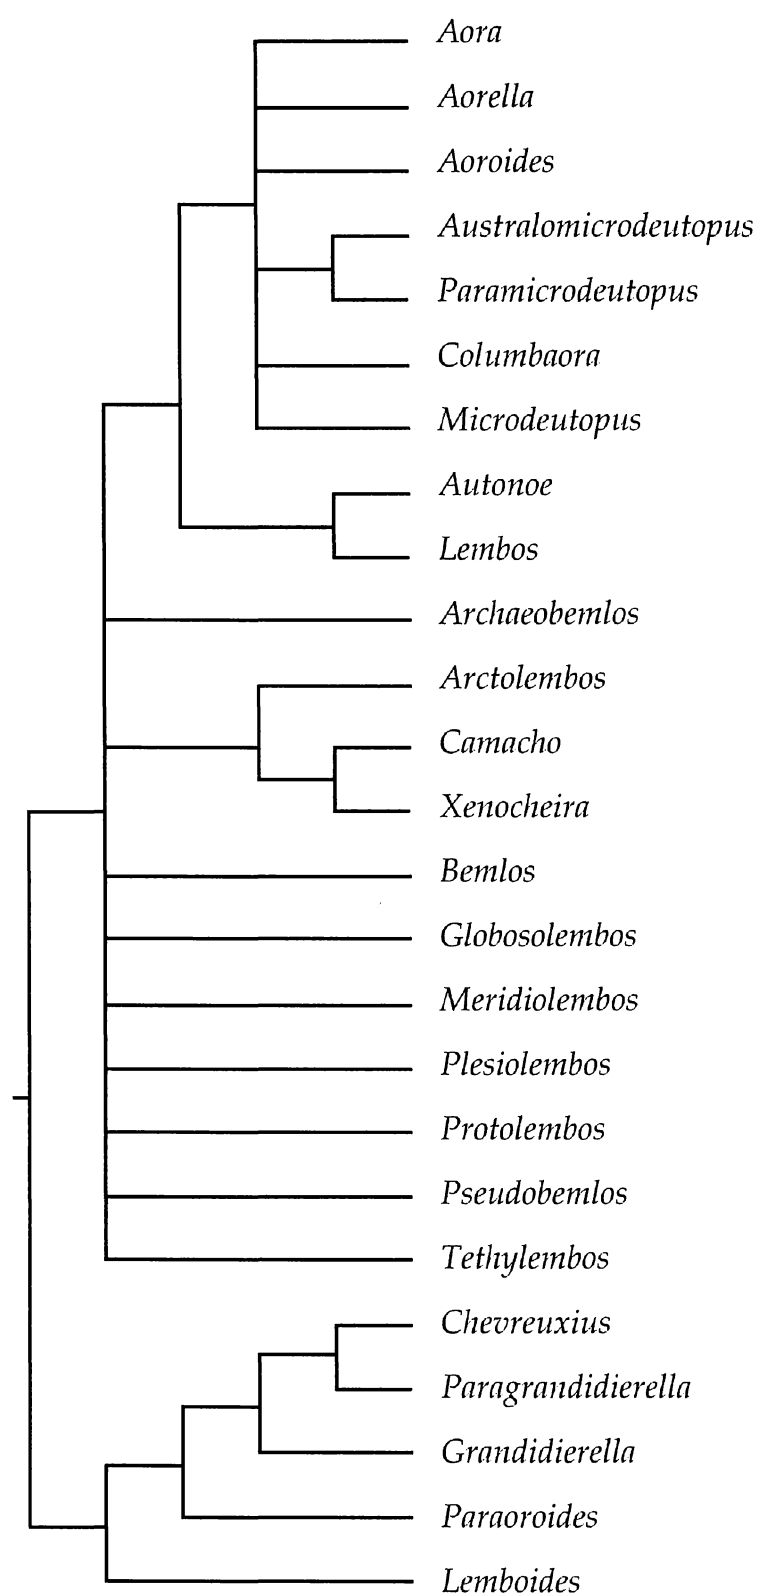 Aora
Aorella
Aoroides
Australomicrodeutopus
Paramicrodeutopus
Columbaora
Microdeutopus
Autonoe
Lembos
Archaeobemlos
Arctolembos
Camacho
Xenocheira
Bemlos
Globosolembos
Meridiolembos
Plesiolembos
Protolembos
Pseudobemlos
Tethylembos
Chevreuxius
Paragrandidierella
Grandidierella
Paraoroides
Lemboides